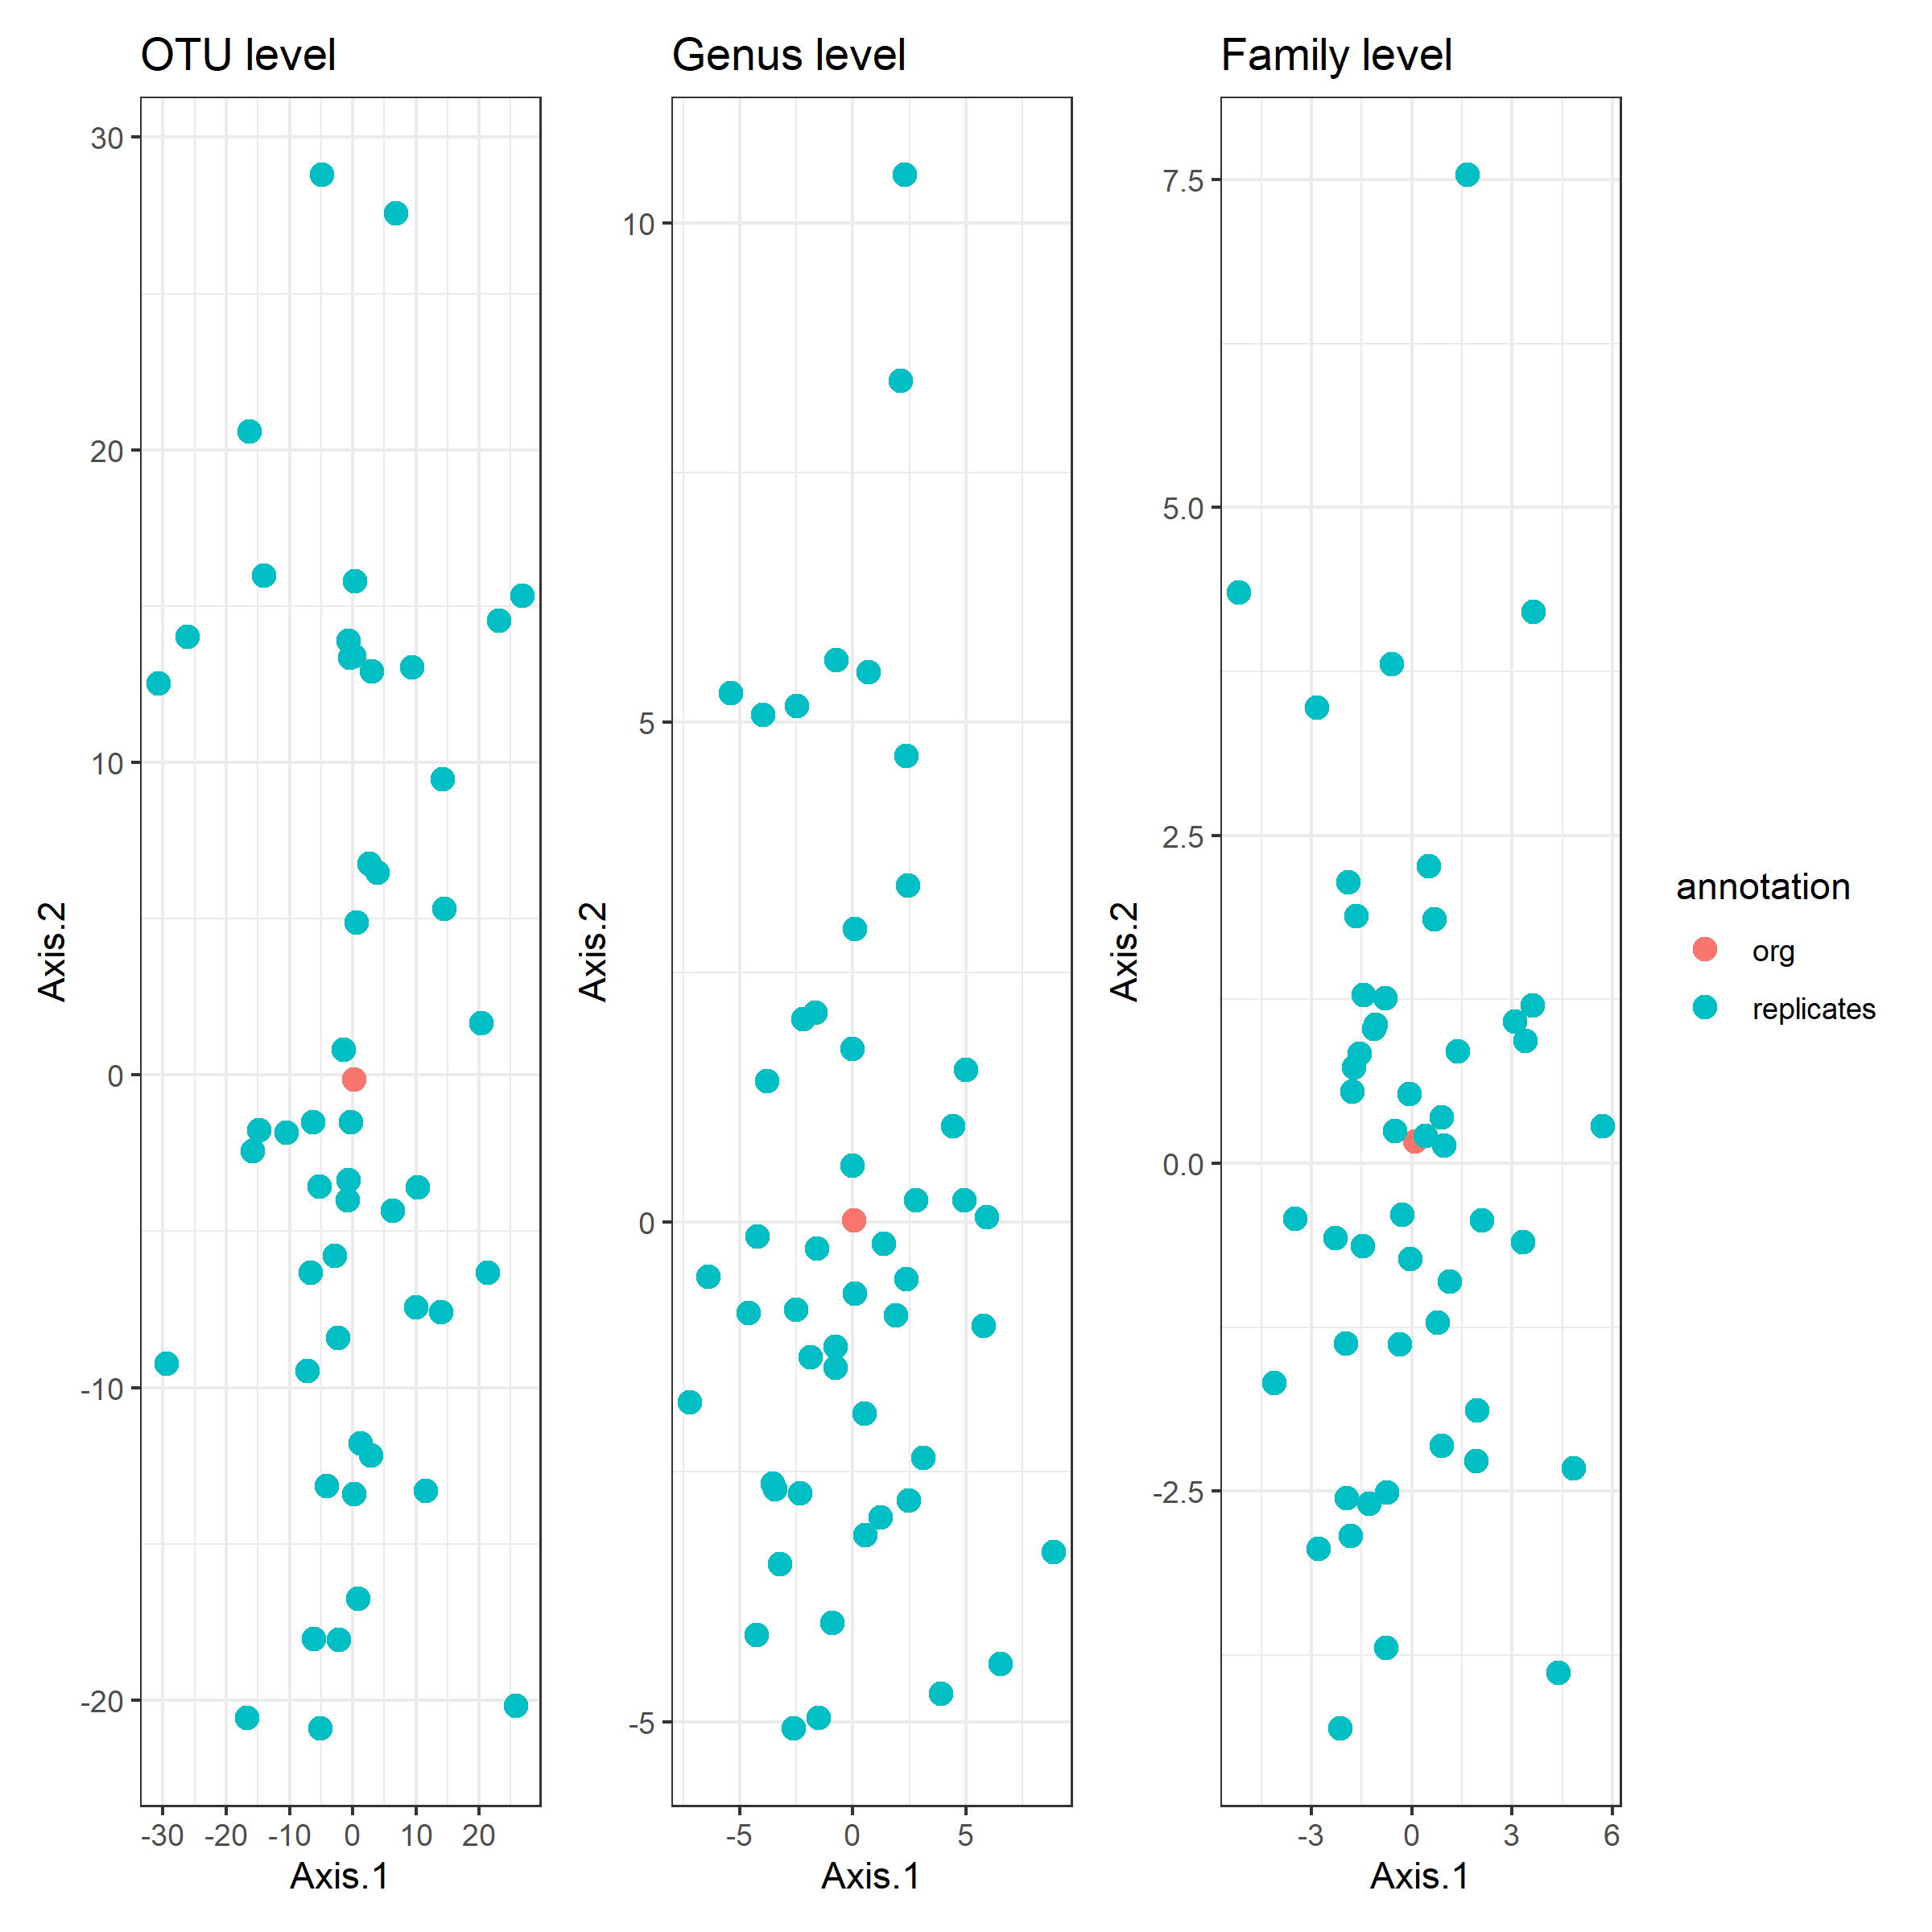 OTU level
30
20
10
0
-10
-20
Axis.2
-30 -20 -10 0 10 20
Axis.1
Genus level
10
5
0
-5
Axis.2
-5 0 5
Axis.1
Family level
7.5
5.0
2.5
0.0
-2.5
Axis.2
-3 0 3 6
Axis.1
annotation
org
replicates